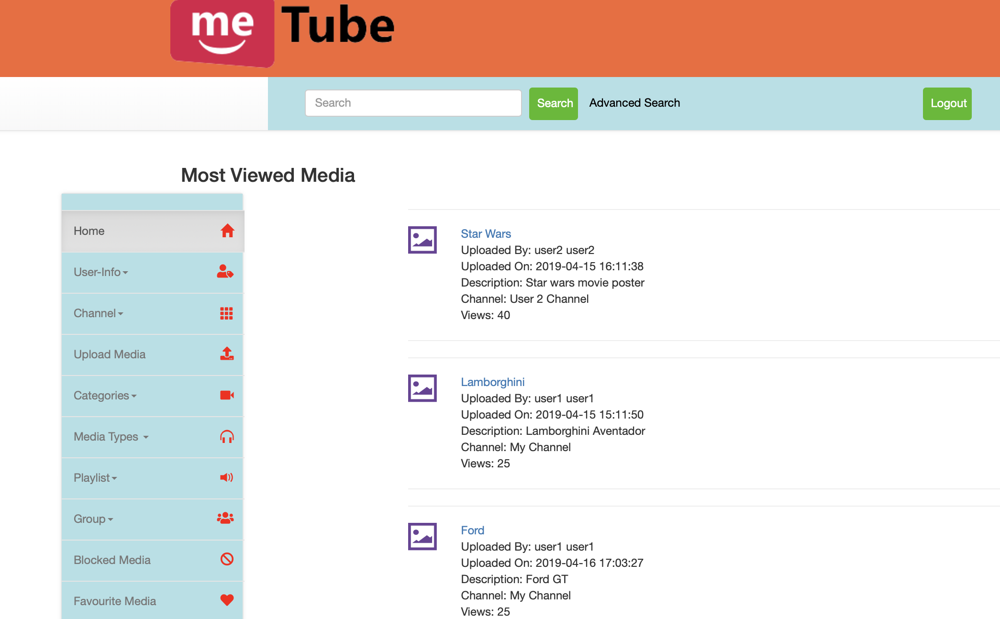 me Tube
Search
Search
Advanced Search
Logout
Most Viewed Media
Home
User-Info
Channel
Upload Media
Categories
Media Types
Playlist
Group
Blocked Media
Favourite Media
Star Wars
Uploaded By: user2 user2
Uploaded On: 2019-04-15 16:11:38
Description: Star wars movie poster
Channel: User 2 Channel
Views: 40
Lamborghini
Uploaded By: user1 user1
Uploaded On: 2019-04-15 15:11:50
Description: Lamborghini Aventador
Channel: My Channel
Views: 25
Ford
Uploaded By: user1 user1
Uploaded On: 2019-04-16 17:03:27
Description: Ford GT
Channel: My Channel
Views: 25